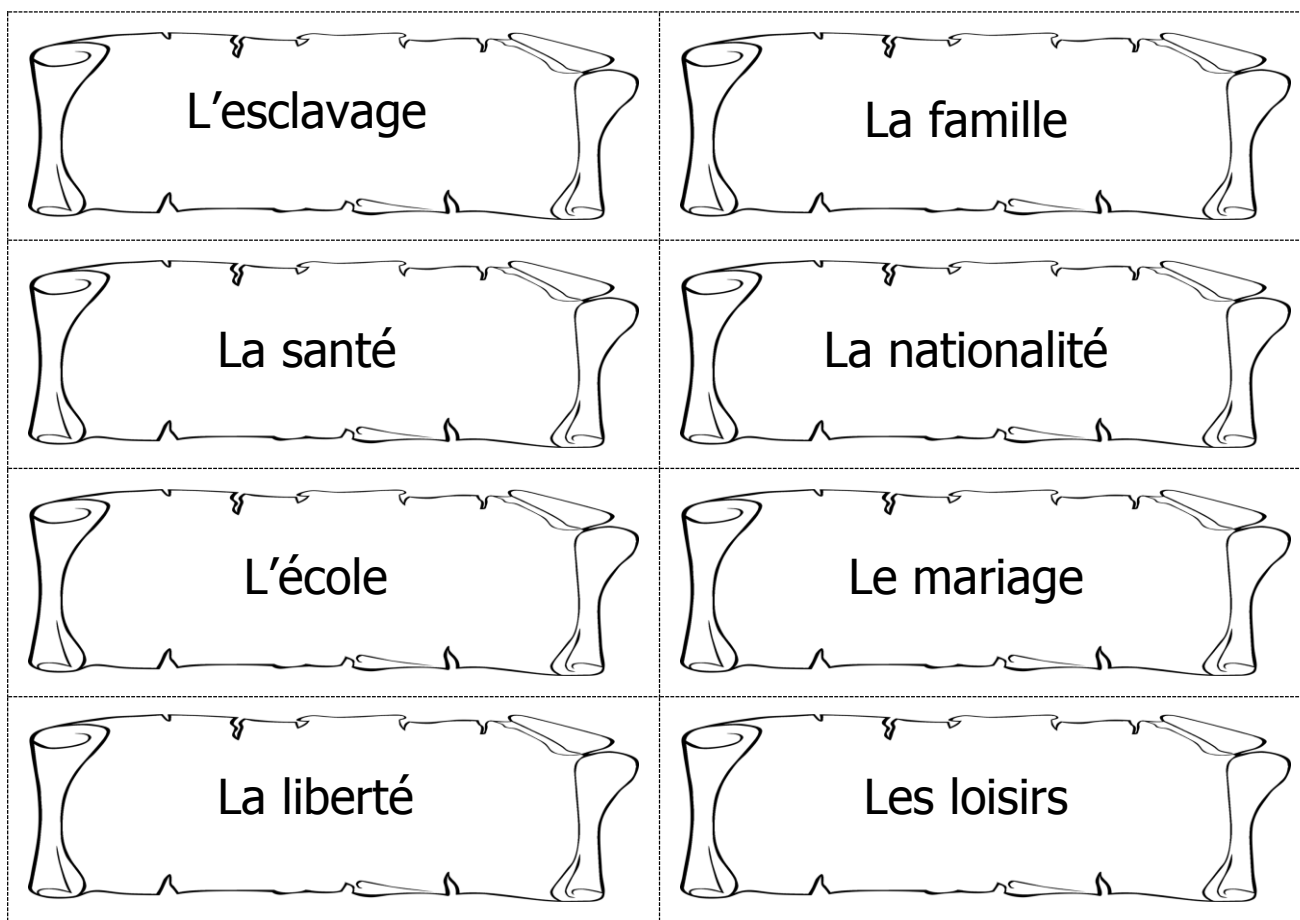 L’esclavage
La famille
La santé
La nationalité
L’école
Le mariage
La liberté
Les loisirs